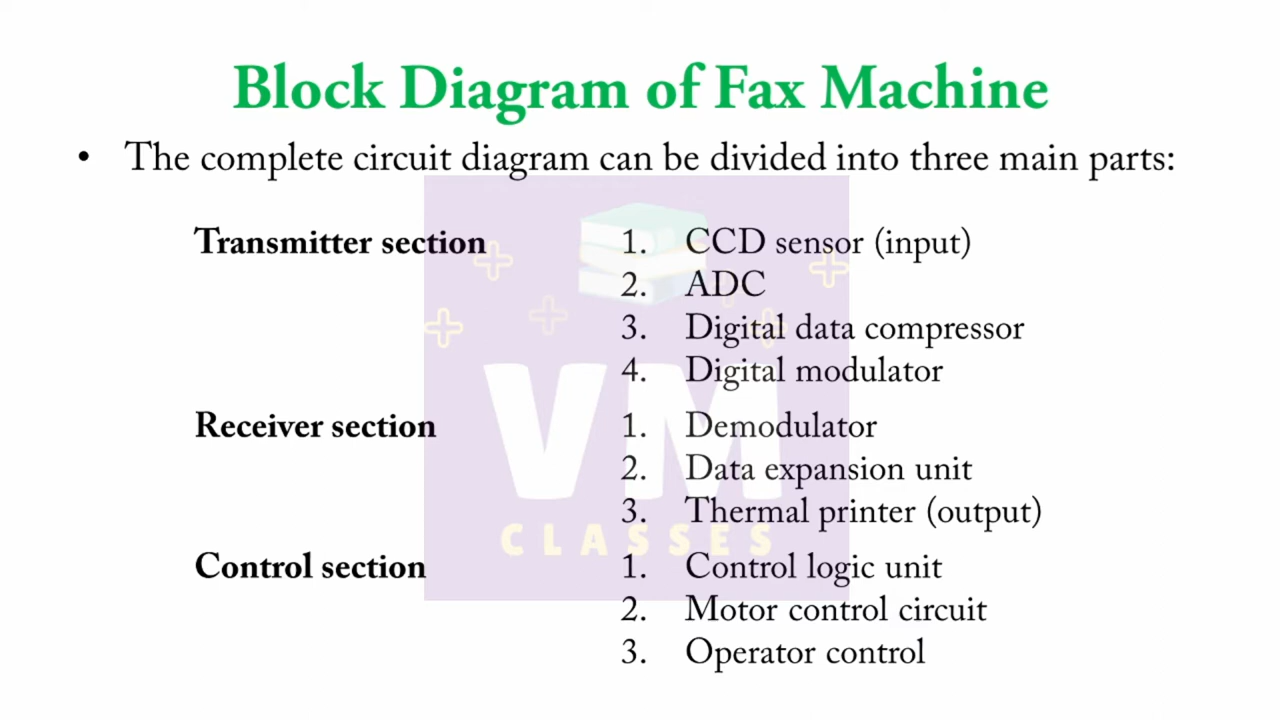 Block Diagram of Fax Machine
• The complete circuit diagram can be divided into three main parts:
Transmitter section 1. CCD sensor (input)
2. ADC
3. Digital data compressor
4. Digital modulator
Receiver section 1. Demodulator
2. Data expansion unit
3. Thermal printer (output)
Control section 1. Control logic unit
2. Motor control circuit
3. Operator control
VM
CLASSES